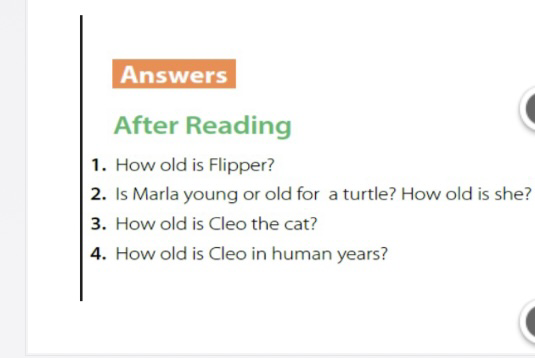 Answers
After Reading
1. How old is Flipper?
2. Is Marla young or old for a turtle? How old is she?
3. How old is Cleo the cat?
4. How old is Cleo in human years?